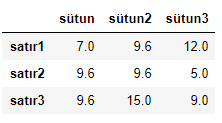 sütun sütun2 sütun3
satır1 7.0 9.6 12.0
satır2 9.6 9.6 5.0
satır3 9.6 15.0 9.0